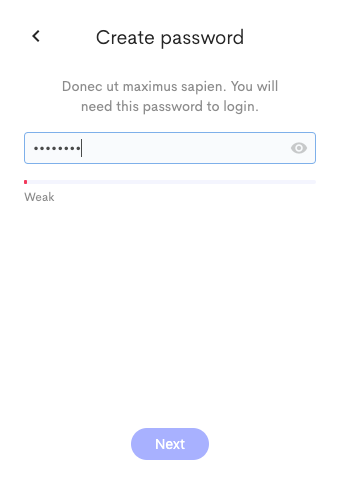 Create password
Donec ut maximus sapien. You will
need this password to login.
••••••••
Weak
Next